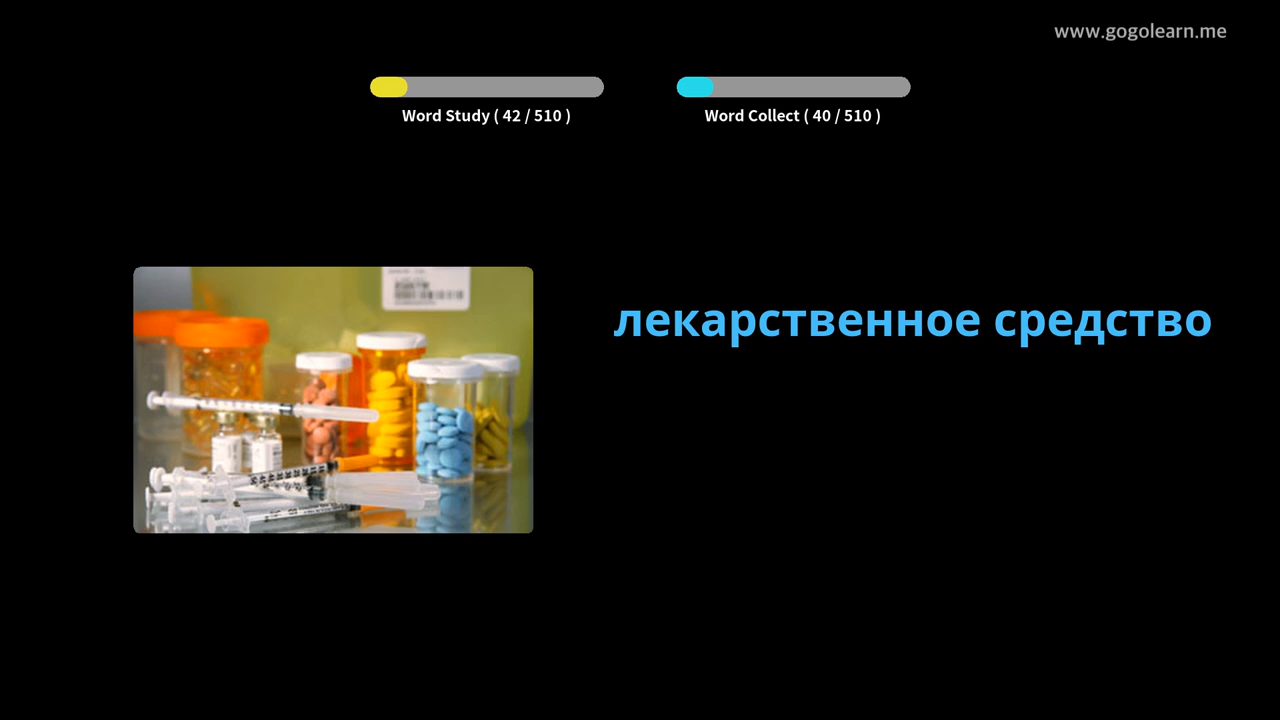 www.gogolearn.me
Word Study ( 42 / 510 )
Word Collect ( 40 / 510 )
лекарственное средство